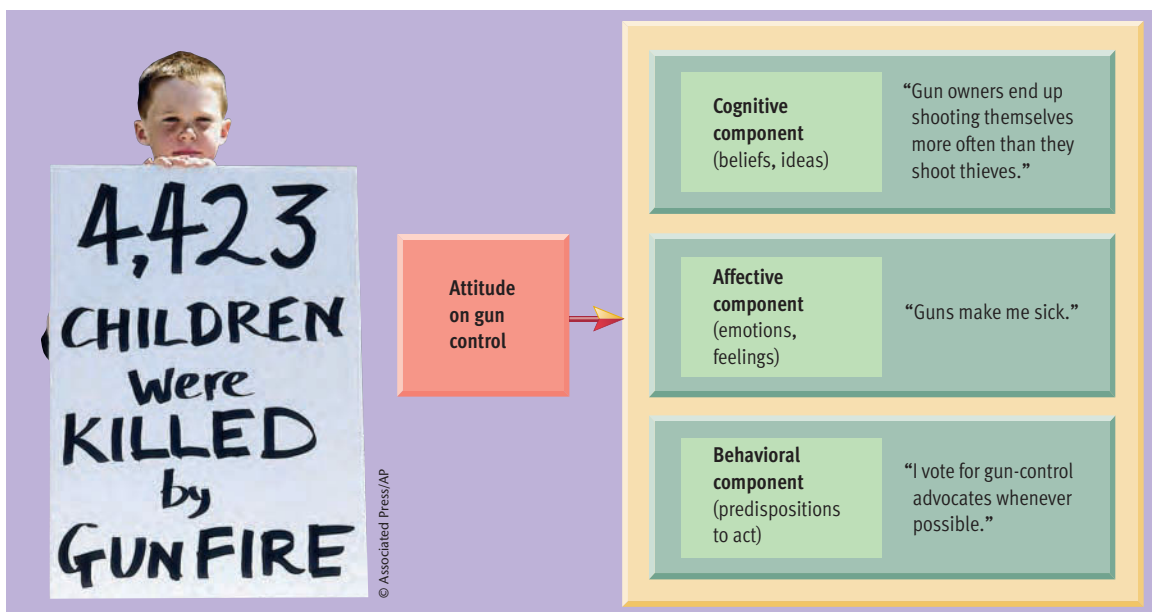 4,423
CHILDREN
Were
KILLED
by
GUNFIRE
© Associated Press/AP
Attitude
on gun
control
Cognitive
component
(beliefs, ideas)
“Gun owners end up
shooting themselves
more often than they
shoot thieves.”
Affective
component
(emotions,
feelings)
“Guns make me sick.”
Behavioral
component
(predispositions
to act)
“I vote for gun-control
advocates whenever
possible.”